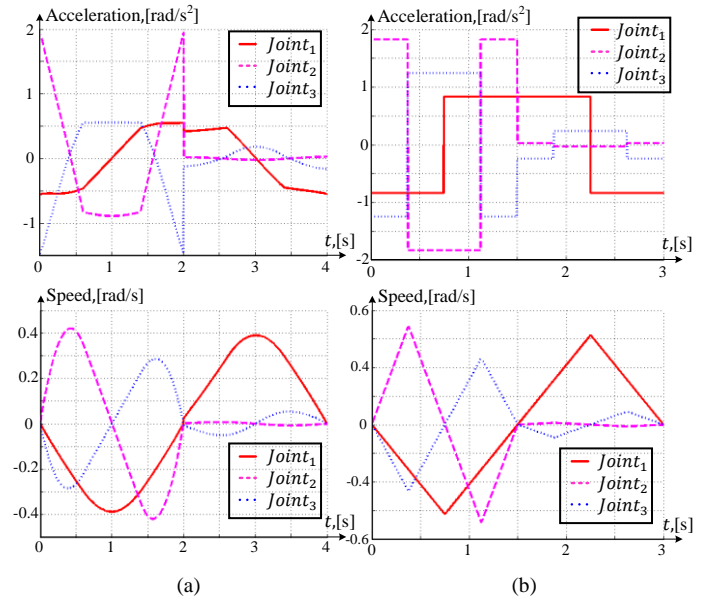 Acceleration,[rad/s²]
2
1
0
-1
0 1 2 3 4
t,[s]
Joint₁
Joint₂
Joint₃
Acceleration,[rad/s²]
2
1
0
-1
-2
0 1 2 3
t,[s]
Joint₁
Joint₂
Joint₃
Speed,[rad/s]
0.4
0.2
0
-0.2
-0.4
0 1 2 3 4
t,[s]
Joint₁
Joint₂
Joint₃
(a)
Speed,[rad/s]
0.6
0.4
0
-0.4
-0.6
0 1 2 3
t,[s]
Joint₁
Joint₂
Joint₃
(b)